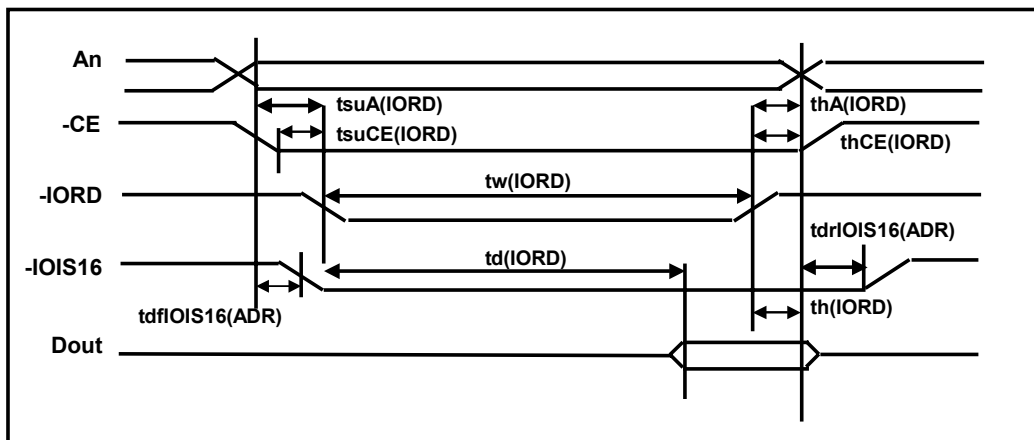 An
tsuA(IORD)
thA(IORD)
-CE
tsuCE(IORD)
thCE(IORD)
-IORD
tw(IORD)
tdrIOIS16(ADR)
-IOIS16
td(IORD)
th(IORD)
tdfIOIS16(ADR)
Dout